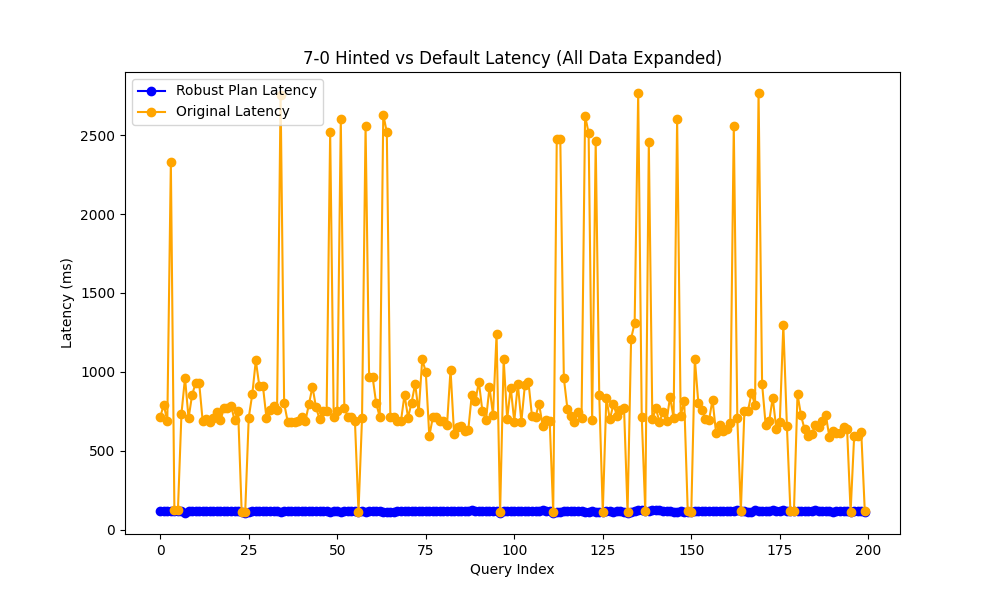 7-0 Hinted vs Default Latency (All Data Expanded)
Robust Plan Latency
Original Latency
Latency (ms)
2500
2000
1500
1000
500
0
0 25 50 75 100 125 150 175 200
Query Index